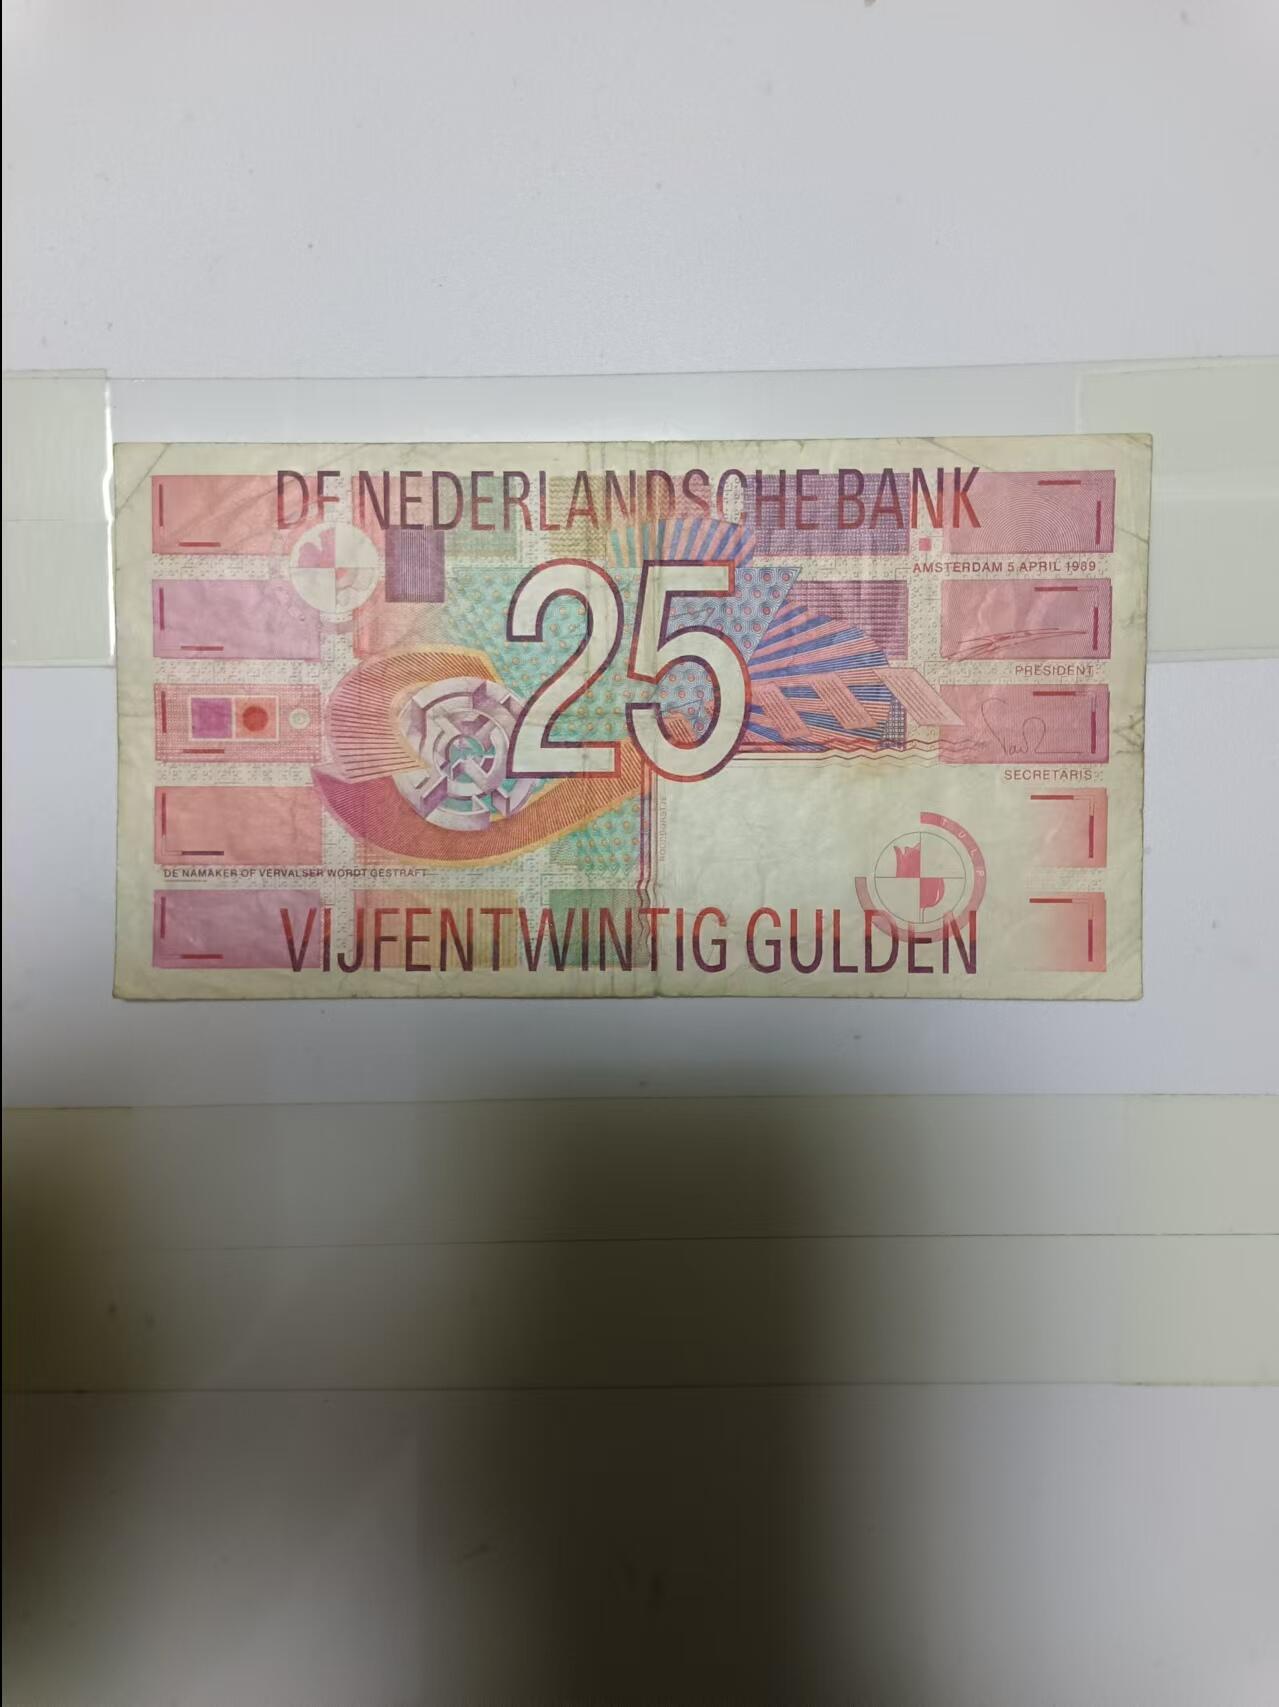 DE NEDERLANDSCHE BANK
AMSTERDAM 5 APRIL 1989
25
PRESIDENT
SECRETARIS
ROODBORSTJE
TULP
DE NAMAKER OF VERVALSER WORDT GESTRAFT
VIJFENTWINTIG GULDEN